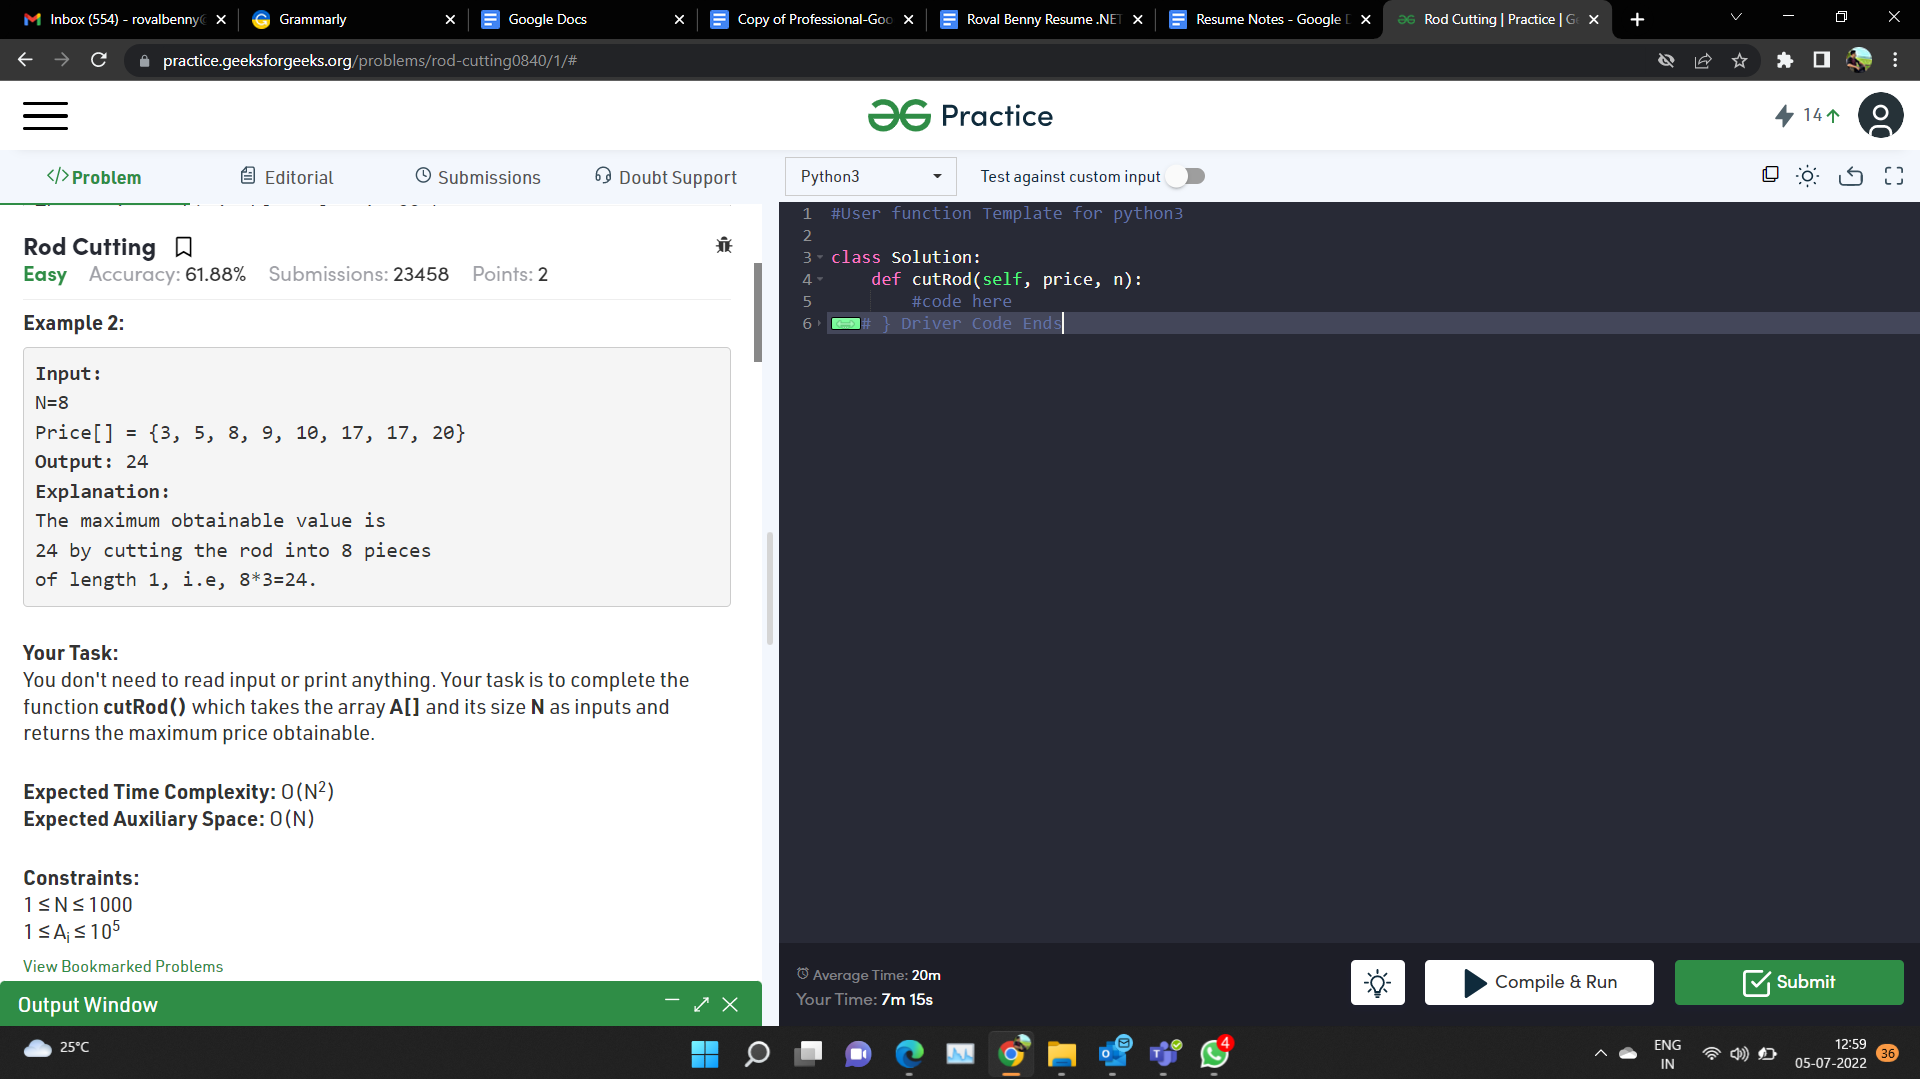 Inbox (554) - rovalbenny
Grammarly
Google Docs
Copy of Professional-Goo
Roval Benny Resume .NET
Resume Notes - Google D
Rod Cutting | Practice | G
practice.geeksforgeeks.org/problems/rod-cutting0840/1/#
Practice
14
</>Problem
Editorial
Submissions
Doubt Support
Python3
Test against custom input
Rod Cutting
Easy Accuracy: 61.88% Submissions: 23458 Points: 2
Example 2:
Input:
N=8
Price[] = {3, 5, 8, 9, 10, 17, 17, 20}
Output: 24
Explanation:
The maximum obtainable value is
24 by cutting the rod into 8 pieces
of length 1, i.e, 8*3=24.
Your Task:
You don't need to read input or print anything. Your task is to complete the
function cutRod() which takes the array A[] and its size N as inputs and
returns the maximum price obtainable.
Expected Time Complexity: O(N²)
Expected Auxiliary Space: O(N)
Constraints:
1 ≤ N ≤ 1000
1 ≤ Aᵢ ≤ 10⁵
View Bookmarked Problems
Output Window
1 #User function Template for python3
2
3 class Solution:
4 def cutRod(self, price, n):
5 #code here
6 # } Driver Code Ends
Average Time: 20m
Your Time: 7m 15s
Compile & Run
Submit
25°C
4
ENG
IN
12:59
05-07-2022
36